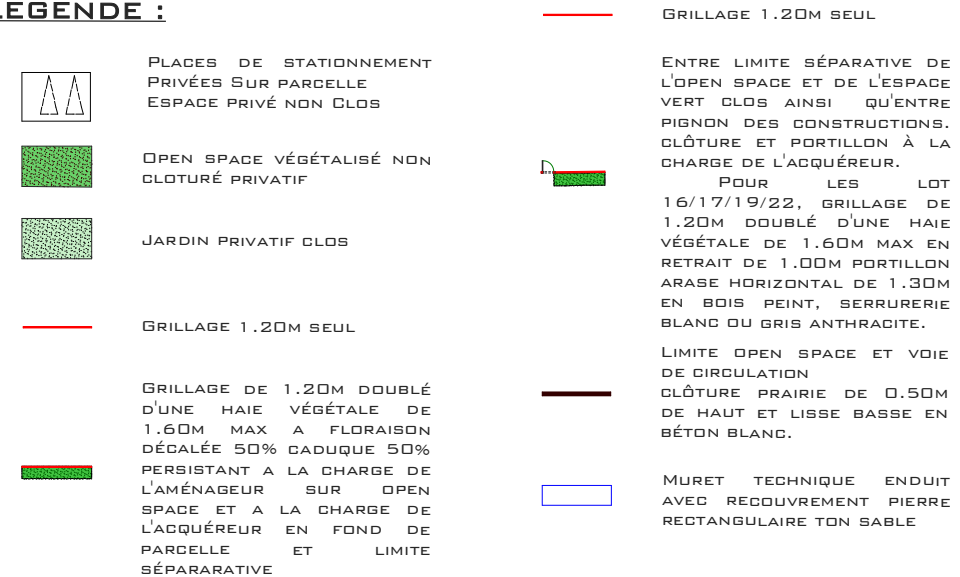 LEGENDE :
PLACES DE STATIONNEMENT
PRIVÉES SUR PARCELLE
ESPACE PRIVÉ NON CLOS
OPEN SPACE VÉGÉTALISÉ NON
CLOTURÉ PRIVATIF
JARDIN PRIVATIF CLOS
GRILLAGE 1.20M SEUL
GRILLAGE DE 1.20M DOUBLÉ
D'UNE HAIE VÉGÉTALE DE
1.60M MAX A FLORAISON
DÉCALÉE 50% CADUQUE 50%
PERSISTANT A LA CHARGE DE
L'AMÉNAGEUR SUR OPEN
SPACE ET A LA CHARGE DE
L'ACQUÉREUR EN FOND DE
PARCELLE ET LIMITE
SÉPARARATIVE
GRILLAGE 1.20M SEUL
ENTRE LIMITE SÉPARATIVE DE
L'OPEN SPACE ET DE L'ESPACE
VERT CLOS AINSI QU'ENTRE
PIGNON DES CONSTRUCTIONS.
CLÔTURE ET PORTILLON À LA
CHARGE DE L'ACQUÉREUR.
POUR LES LOT
16/17/19/22, GRILLAGE DE
1.20M DOUBLÉ D'UNE HAIE
VÉGÉTALE DE 1.60M MAX EN
RETRAIT DE 1.00M PORTILLON
ARASE HORIZONTAL DE 1.30M
EN BOIS PEINT, SERRURERIE
BLANC OU GRIS ANTHRACITE.
LIMITE OPEN SPACE ET VOIE
DE CIRCULATION
CLÔTURE PRAIRIE DE 0.50M
DE HAUT ET LISSE BASSE EN
BÉTON BLANC.
MURET TECHNIQUE ENDUIT
AVEC RECOUVREMENT PIERRE
RECTANGULAIRE TON SABLE